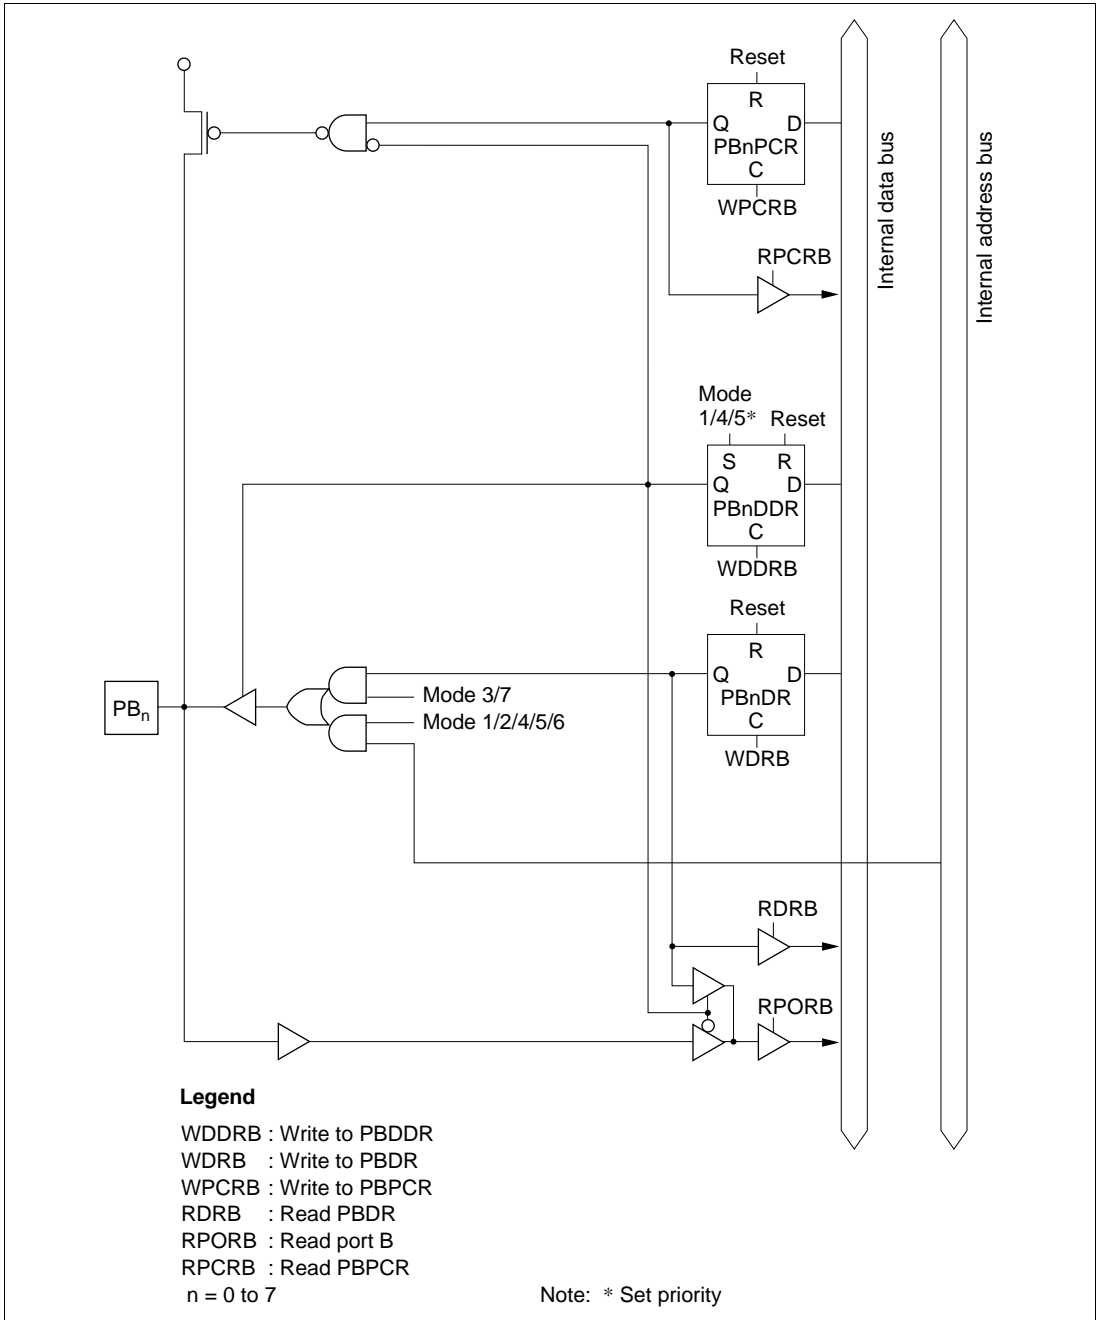 Reset
R
Q D
PBnPCR
C
WPCRB
RPCRB
Internal data bus
Internal address bus
Mode
1/4/5* Reset
S R
Q D
PBnDDR
C
WDDRB
Reset
R
Q D
PBnDR
C
WDRB
PBn
Mode 3/7
Mode 1/2/4/5/6
RDRB
RPORB
Legend
WDDRB : Write to PBDDR
WDRB : Write to PBDR
WPCRB : Write to PBPCR
RDRB : Read PBDR
RPORB : Read port B
RPCRB : Read PBPCR
n = 0 to 7
Note: * Set priority